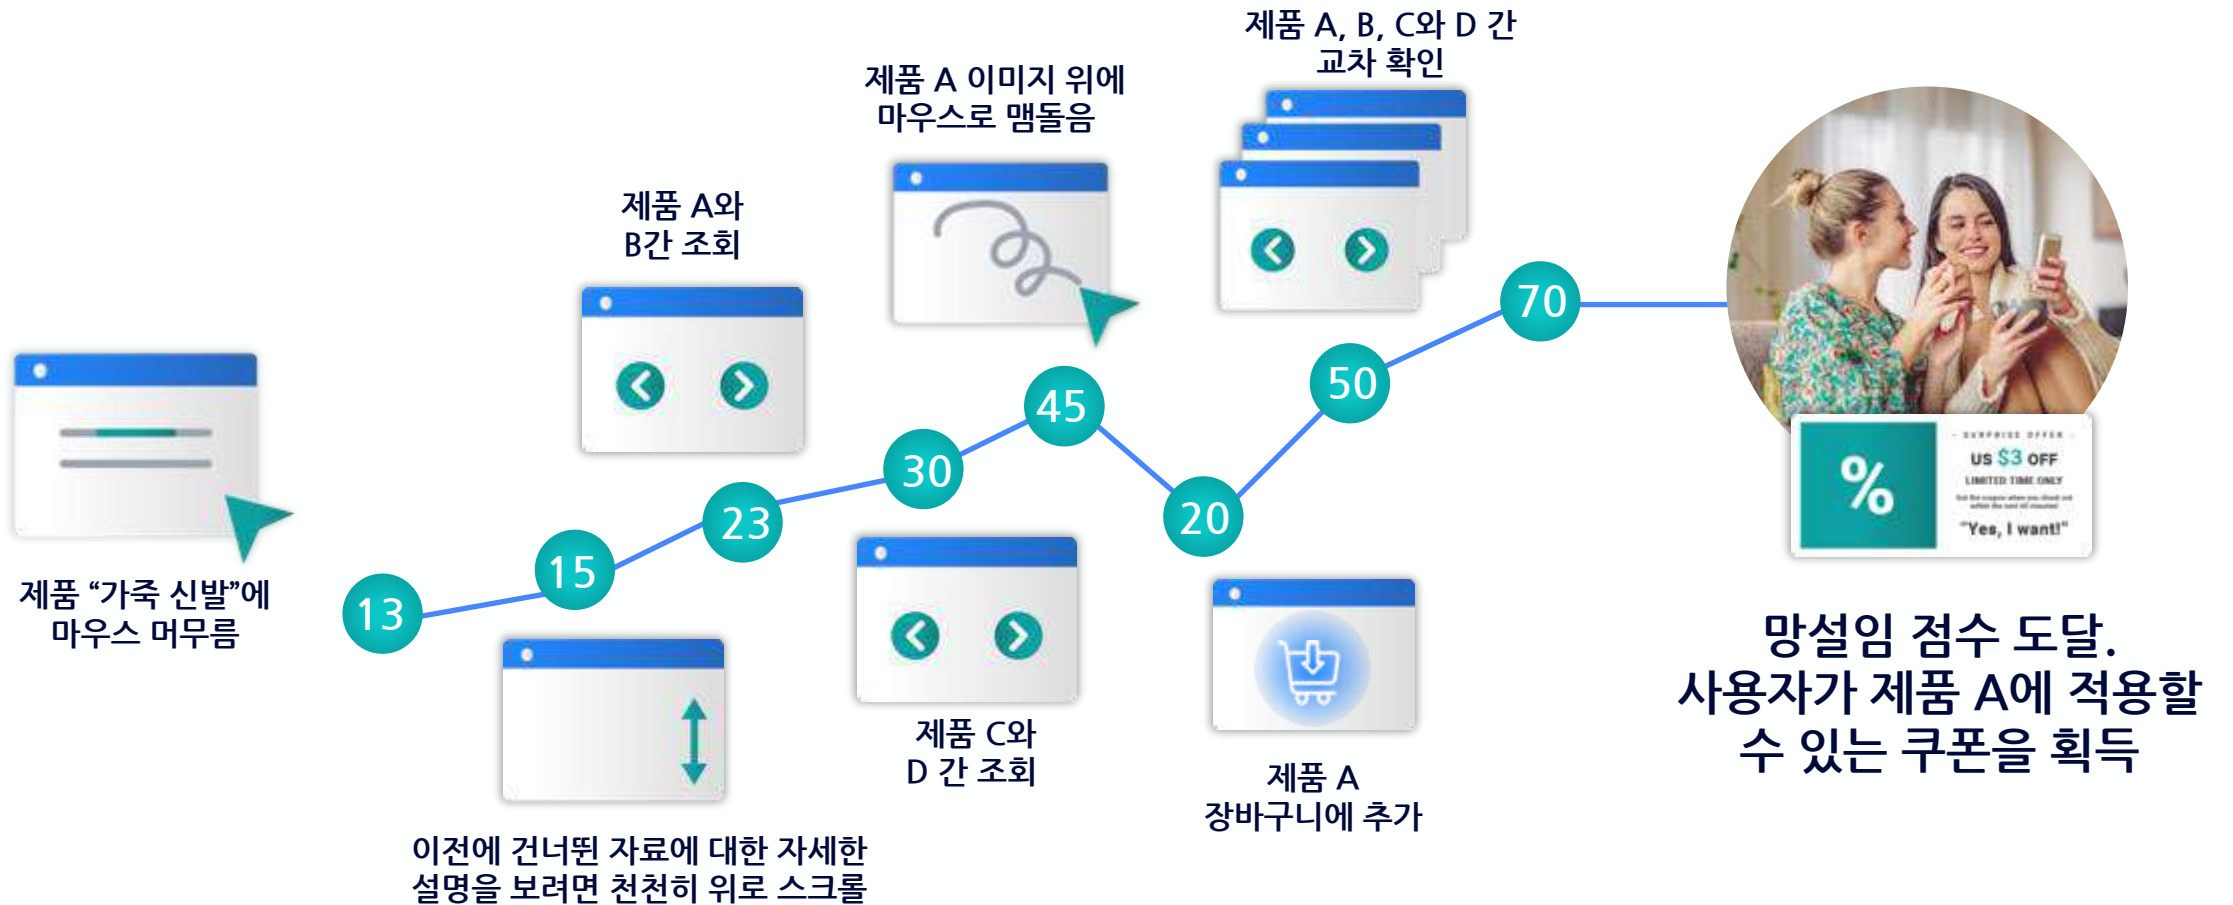 제품 “가죽 신발”에
마우스 머무름
13
15
이전에 건너뛴 자료에 대한 자세한
설명을 보려면 천천히 위로 스크롤
제품 A와
B간 조회
23
30
제품 C와
D 간 조회
제품 A 이미지 위에
마우스로 맴돌음
45
20
제품 A
장바구니에 추가
제품 A, B, C와 D 간
교차 확인
50
70
%
- SURPRISE OFFER -
US $3 OFF
LIMITED TIME ONLY
"Yes, I want!"
망설임 점수 도달.
사용자가 제품 A에 적용할
수 있는 쿠폰을 획득